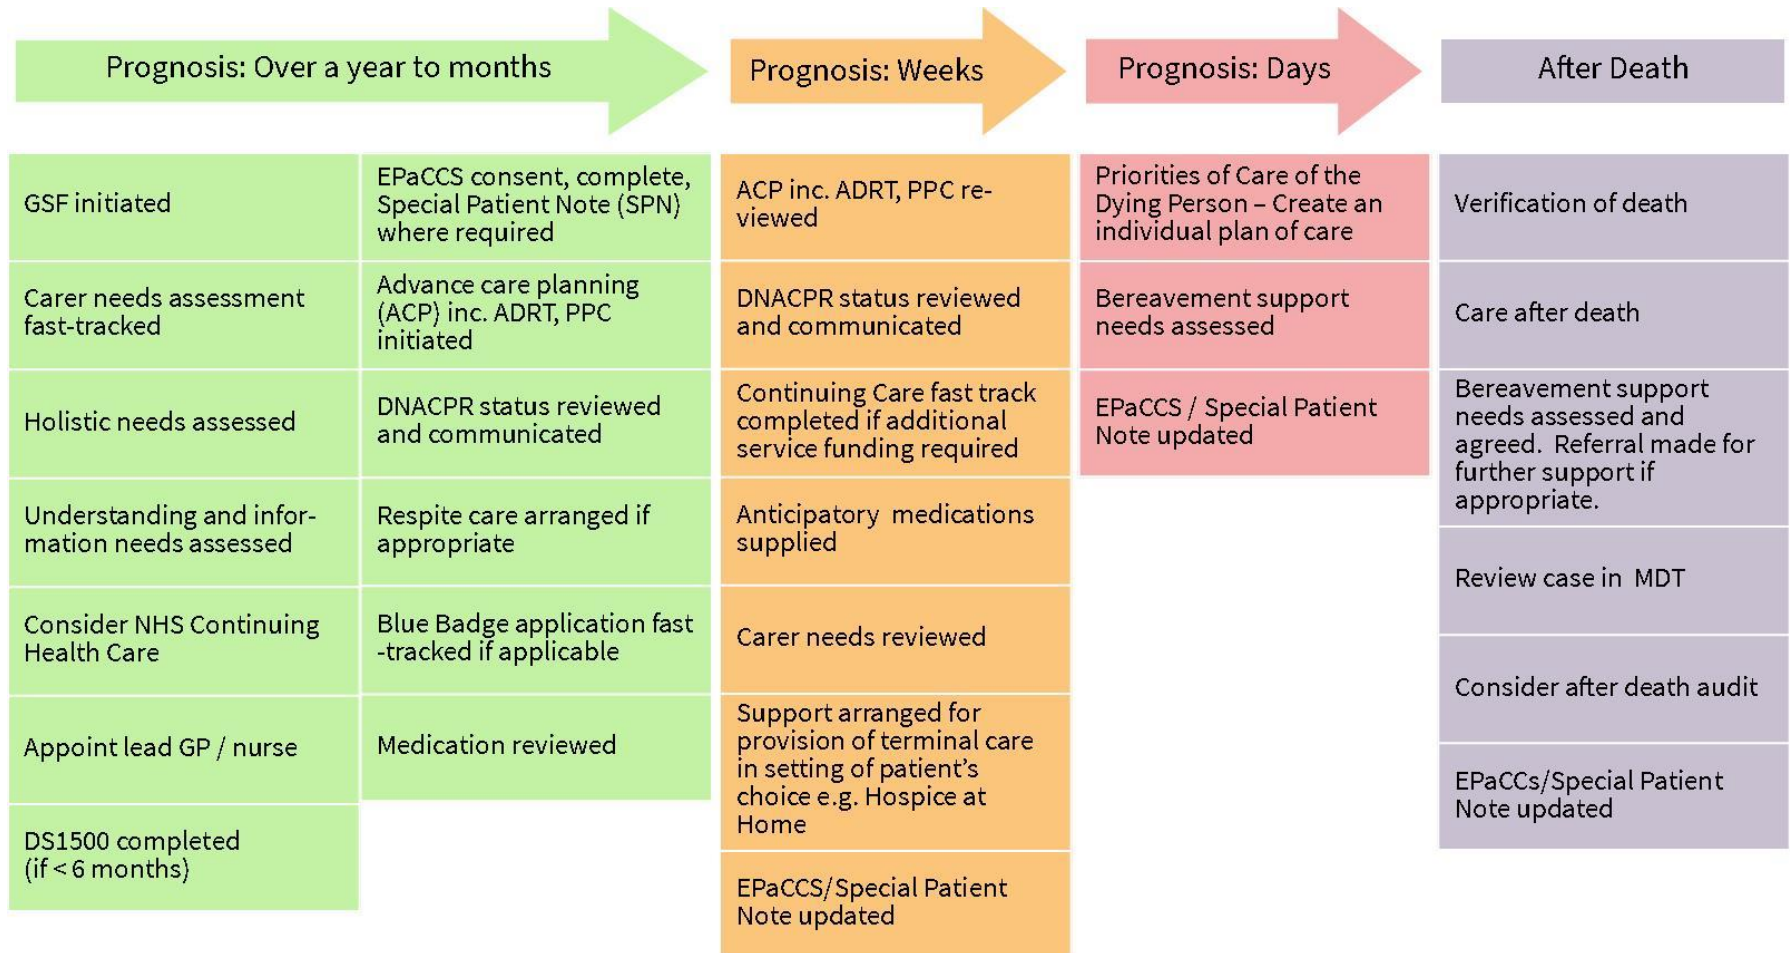 Prognosis: Over a year to months
Prognosis: Weeks
Prognosis: Days
After Death
GSF initiated
Carer needs assessment
fast-tracked
Holistic needs assessed
Understanding and infor-
mation needs assessed
Consider NHS Continuing
Health Care
Appoint lead GP / nurse
DS1500 completed
(if < 6 months)
EPaCCS consent, complete,
Special Patient Note (SPN)
where required
Advance care planning
(ACP) inc. ADRT, PPC
initiated
DNACPR status reviewed
and communicated
Respite care arranged if
appropriate
Blue Badge application fast
-tracked if applicable
Medication reviewed
ACP inc. ADRT, PPC re-
viewed
DNACPR status reviewed
and communicated
Continuing Care fast track
completed if additional
service funding required
Anticipatory medications
supplied
Carer needs reviewed
Support arranged for
provision of terminal care
in setting of patient’s
choice e.g. Hospice at
Home
EPaCCS/Special Patient
Note updated
Priorities of Care of the
Dying Person – Create an
individual plan of care
Bereavement support
needs assessed
EPaCCS / Special Patient
Note updated
Verification of death
Care after death
Bereavement support
needs assessed and
agreed. Referral made for
further support if
appropriate.
Review case in MDT
Consider after death audit
EPaCCs/Special Patient
Note updated